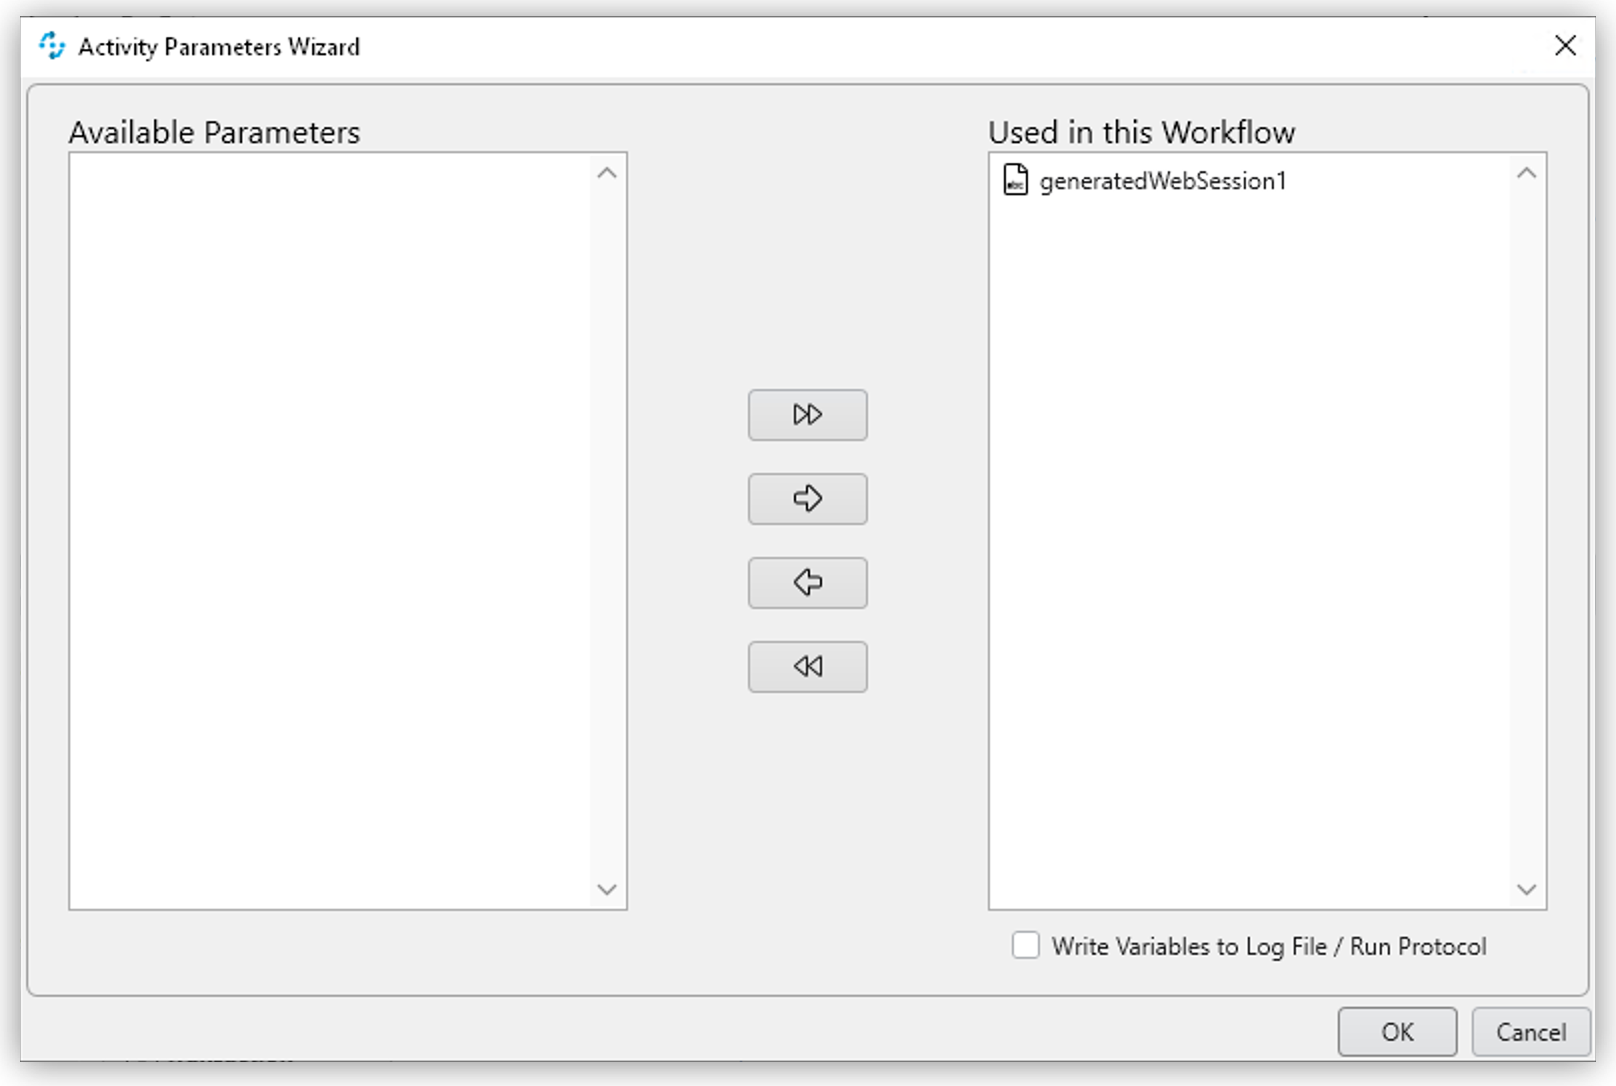 Activity Parameters Wizard
Available Parameters
Used in this Workflow
generatedWebSession1
Write Variables to Log File / Run Protocol
OK
Cancel